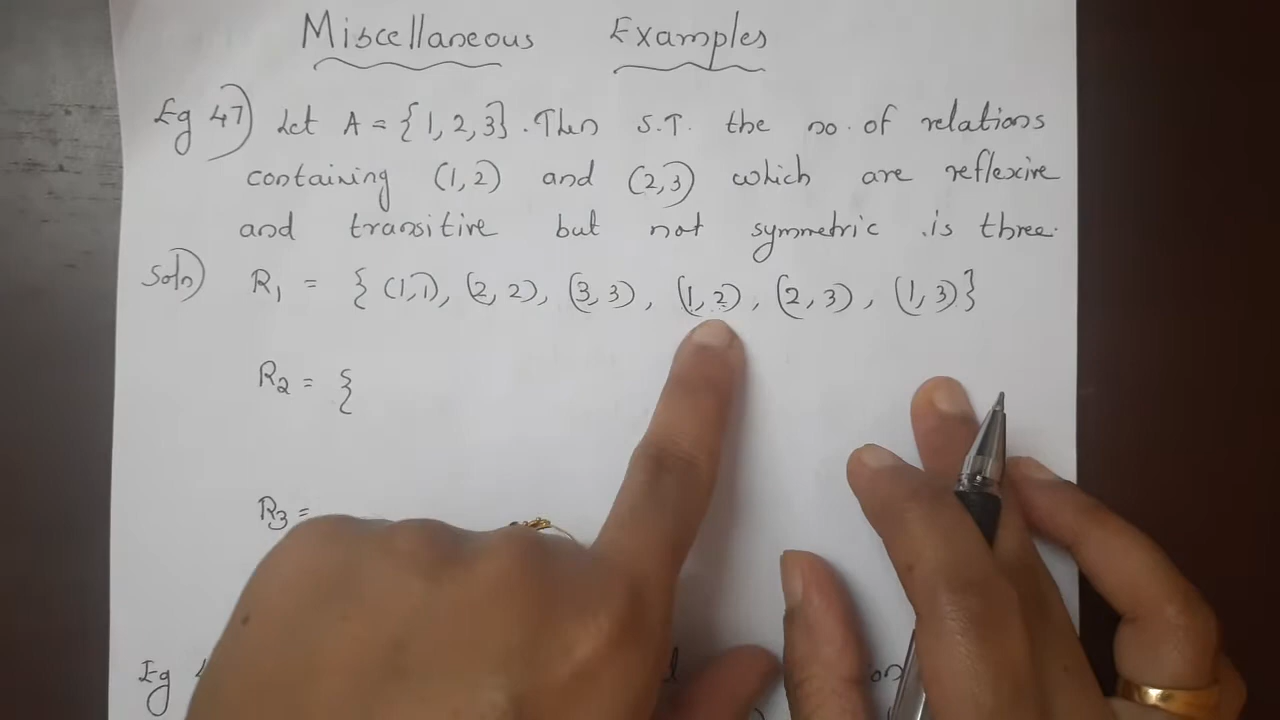 Miscellaneous Examples
Eg 47) Let A = {1, 2, 3}. Then S.T. the no. of relations
containing (1, 2) and (2, 3) which are reflexive
and transitive but not symmetric is three.
Soln) R₁ = { (1,1), (2, 2), (3, 3), (1, 2), (2, 3), (1, 3)}
R₂ = {
R₃ =
Eg